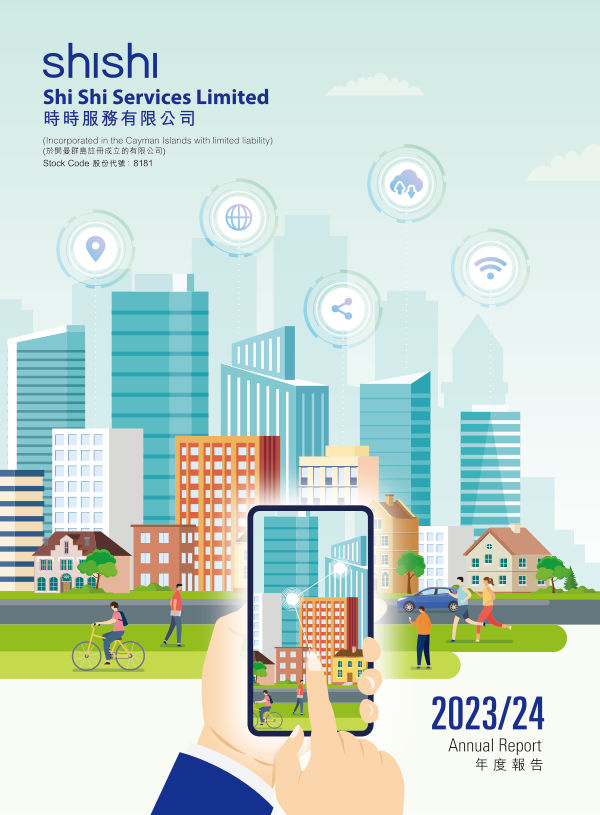 shishi
Shi Shi Services Limited
時時服務有限公司
(Incorporated in the Cayman Islands with limited liability)
(於開曼群島註冊成立的有限公司)
Stock Code 股份代號：8181
2023/24
Annual Report
年度報告